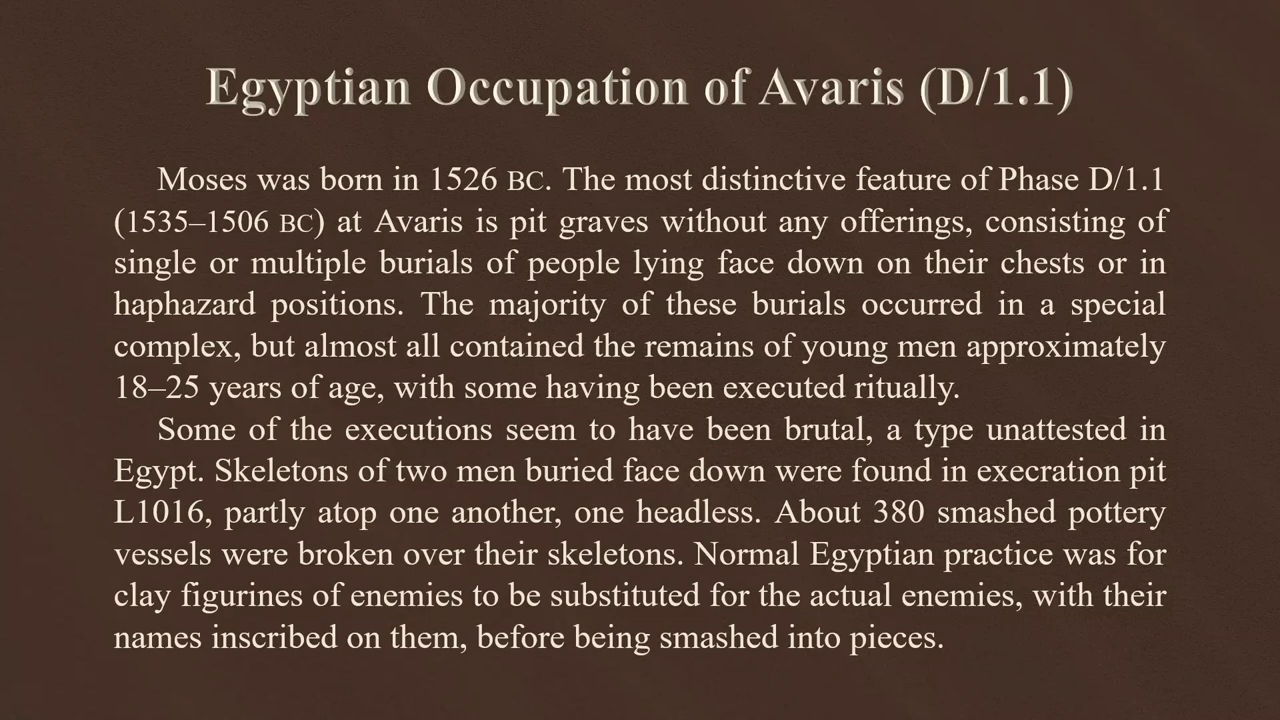 Egyptian Occupation of Avaris (D/1.1)
Moses was born in 1526 BC. The most distinctive feature of Phase D/1.1
(1535–1506 BC) at Avaris is pit graves without any offerings, consisting of
single or multiple burials of people lying face down on their chests or in
haphazard positions. The majority of these burials occurred in a special
complex, but almost all contained the remains of young men approximately
18–25 years of age, with some having been executed ritually.
Some of the executions seem to have been brutal, a type unattested in
Egypt. Skeletons of two men buried face down were found in execration pit
L1016, partly atop one another, one headless. About 380 smashed pottery
vessels were broken over their skeletons. Normal Egyptian practice was for
clay figurines of enemies to be substituted for the actual enemies, with their
names inscribed on them, before being smashed into pieces.